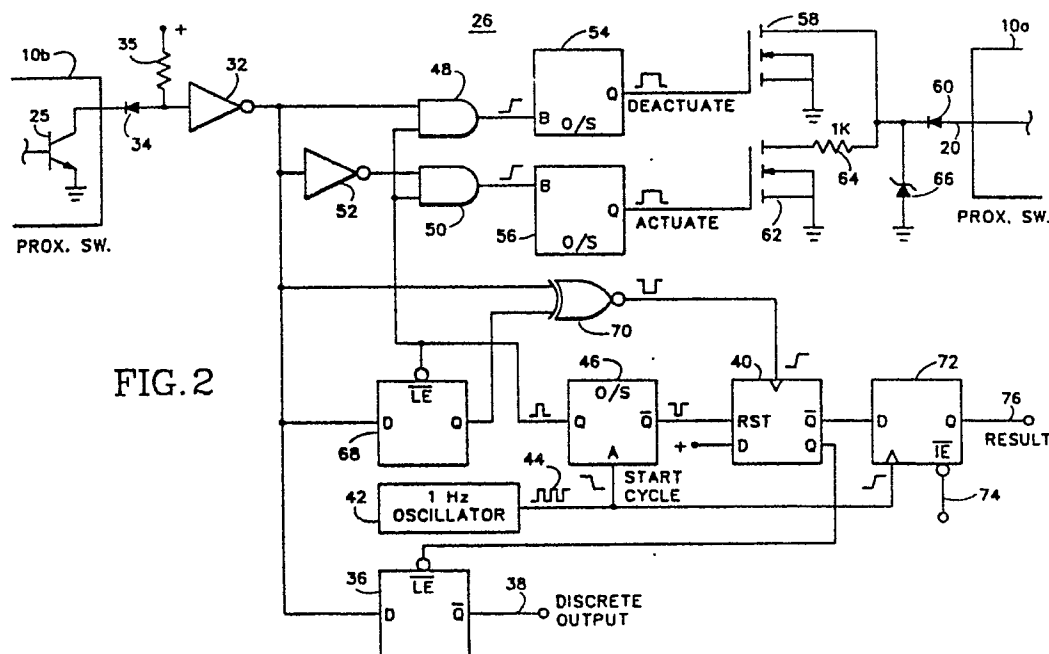 26
+
35
10b
32
48
54
58
10a
25
34
Q
DEACTUATE
B
O/S
60
20
1K
64
66
52
50
B
Q
ACTUATE
56
O/S
62
PROX. SW.
PROX. SW.
70
FIG. 2
46
40
72
LE
O/S
D
Q
68
Q
Q
RST
Q
D
Q
76
RESULT
+
D
Q
IE
A
44
START
CYCLE
42
1 Hz
OSCILLATOR
74
36
LE
D
Q
38
DISCRETE
OUTPUT